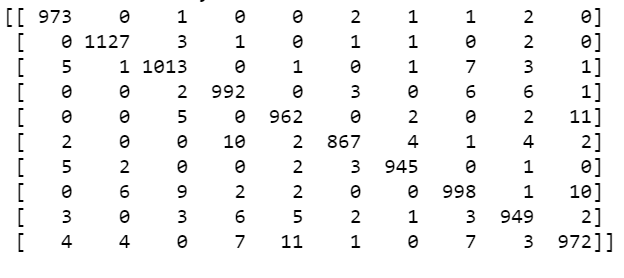 [[ 973 0 1 0 0 2 1 1 2 0]
[ 0 1127 3 1 0 1 1 0 2 0]
[ 5 1 1013 0 1 0 1 7 3 1]
[ 0 0 2 992 0 3 0 6 6 1]
[ 0 0 5 0 962 0 2 0 2 11]
[ 2 0 0 10 2 867 4 1 4 2]
[ 5 2 0 0 2 3 945 0 1 0]
[ 0 6 9 2 2 0 0 998 1 10]
[ 3 0 3 6 5 2 1 3 949 2]
[ 4 4 0 7 11 1 0 7 3 972]]